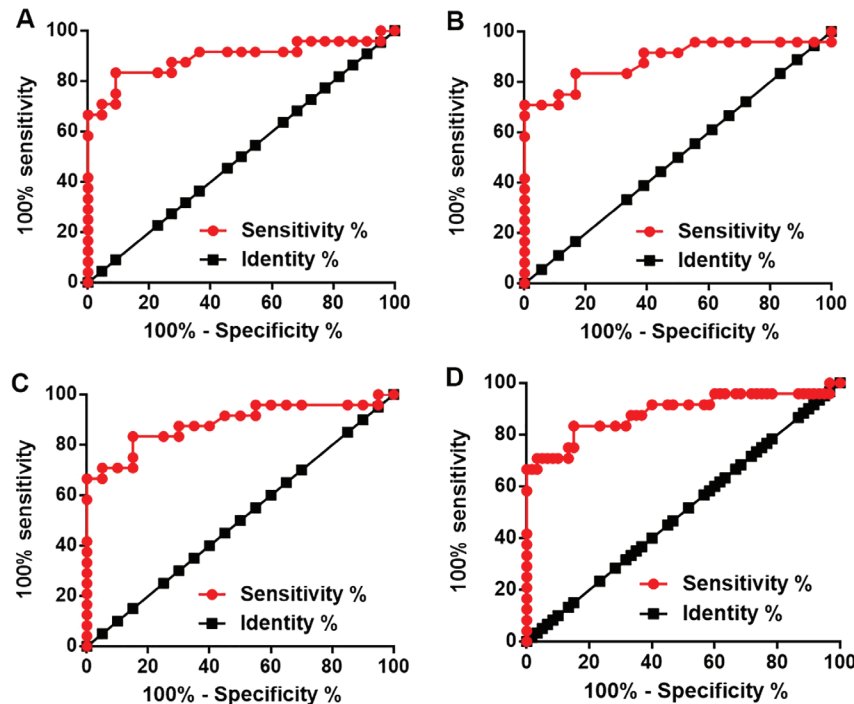 A
100% sensitivity
100
80
60
40
20
0
Sensitivity %
Identity %
0 20 40 60 80 100
100% - Specificity %
B
100% sensitivity
100
80
60
40
20
0
Sensitivity %
Identity %
0 20 40 60 80 100
100% - Specificity %
C
100% sensitivity
100
80
60
40
20
0
Sensitivity %
Identity %
0 20 40 60 80 100
100% - Specificity %
D
100% sensitivity
100
80
60
40
20
0
Sensitivity %
Identity %
0 20 40 60 80 100
100% - Specificity %